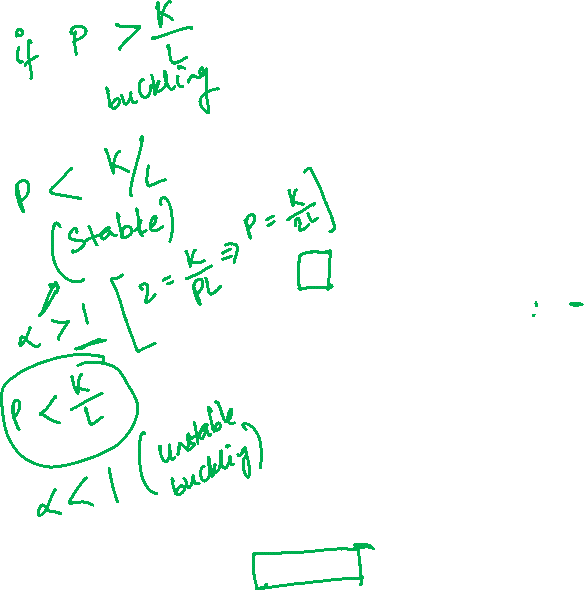 if P > K/L
buckling
P < K/L
(stable)
α > 1 [2 = K/PL ⇒ P = K/2L]
P < K/L
α < 1 (unstable
buckling)